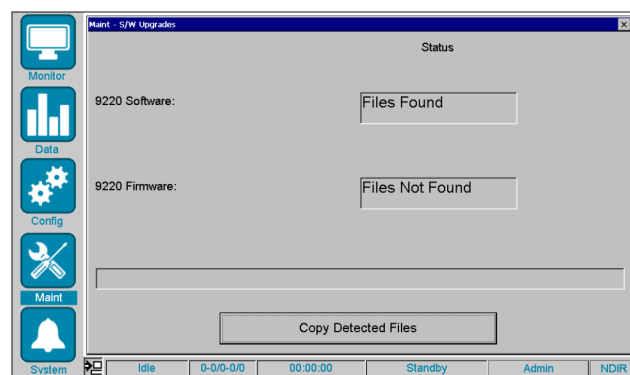 Maint - S/W Upgrades
Status
Monitor
9220 Software:
Files Found
Data
9220 Firmware:
Files Not Found
Config
Maint
Copy Detected Files
System
Idle
0-0/0-0/0
00:00:00
Standby
Admin
NDIR